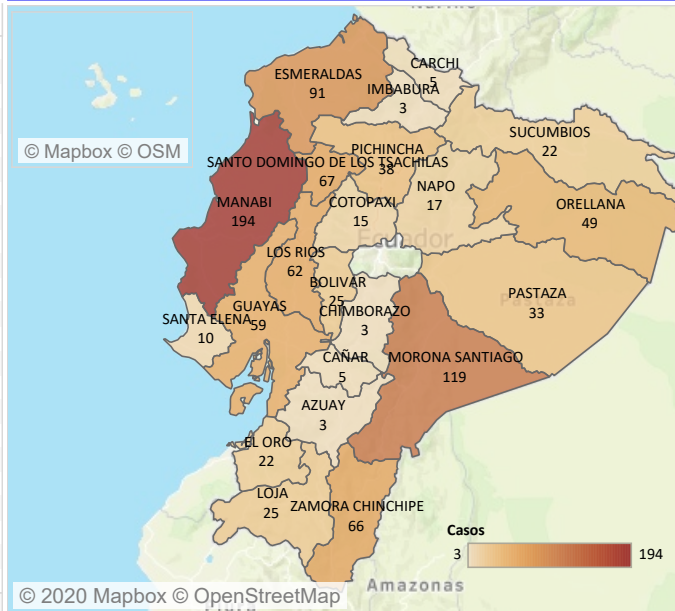 © Mapbox © OSM
ESMERALDAS
91
CARCHI
5
IMBABURA
3
SUCUMBIOS
22
PICHINCHA
38
SANTO DOMINGO DE LOS TSACHILAS
67
NAPO
17
MANABI
194
COTOPAXI
15
ORELLANA
49
Ecuador
LOS RIOS
62
BOLIVAR
25
PASTAZA
33
Pastaza
GUAYAS
59
SANTA ELENA
10
CHIMBORAZO
3
CAÑAR
5
MORONA SANTIAGO
119
AZUAY
3
EL ORO
22
LOJA
25
ZAMORA CHINCHIPE
66
Casos
3 194
Amazonas
© 2020 Mapbox © OpenStreetMap